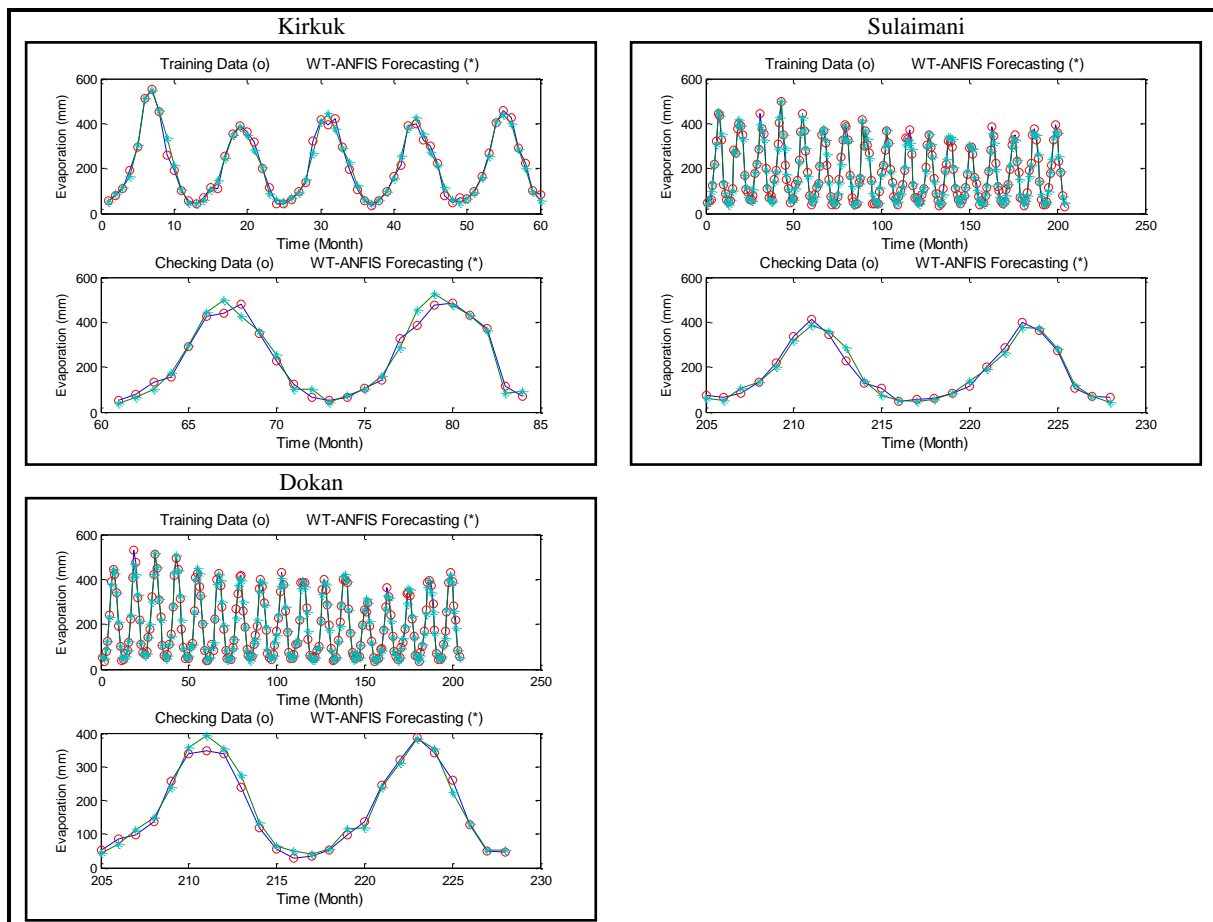 Kirkuk
Training Data (o) WT-ANFIS Forecasting (*)
Evaporation (mm)
600
400
200
0
0 10 20 30 40 50 60
Time (Month)
Checking Data (o) WT-ANFIS Forecasting (*)
Evaporation (mm)
600
400
200
0
60 65 70 75 80 85
Time (Month)
Sulaimani
Training Data (o) WT-ANFIS Forecasting (*)
Evaporation (mm)
600
400
200
0
0 50 100 150 200 250
Time (Month)
Checking Data (o) WT-ANFIS Forecasting (*)
Evaporation (mm)
600
400
200
0
205 210 215 220 225 230
Time (Month)
Dokan
Training Data (o) WT-ANFIS Forecasting (*)
Evaporation (mm)
600
400
200
0
0 50 100 150 200 250
Time (Month)
Checking Data (o) WT-ANFIS Forecasting (*)
Evaporation (mm)
400
300
200
100
0
205 210 215 220 225 230
Time (Month)